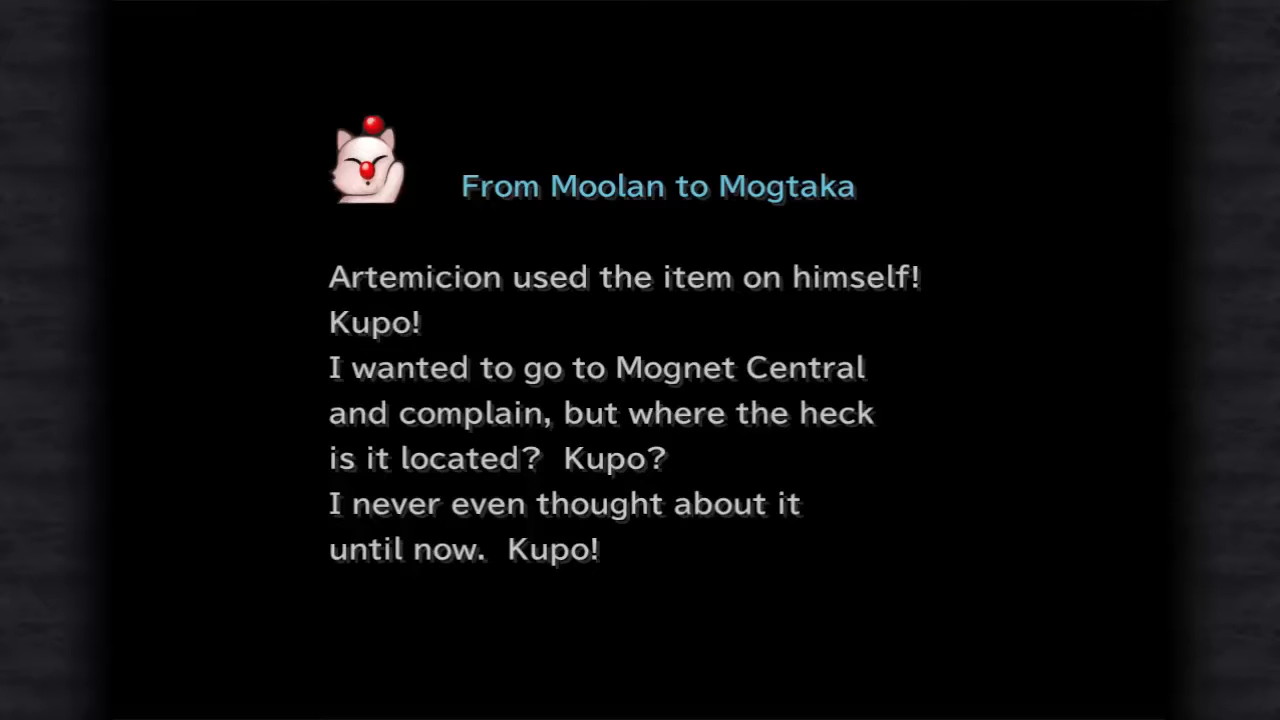 From Moolan to Mogtaka
Artemicion used the item on himself!
Kupo!
I wanted to go to Mognet Central
and complain, but where the heck
is it located?  Kupo?
I never even thought about it
until now.  Kupo!